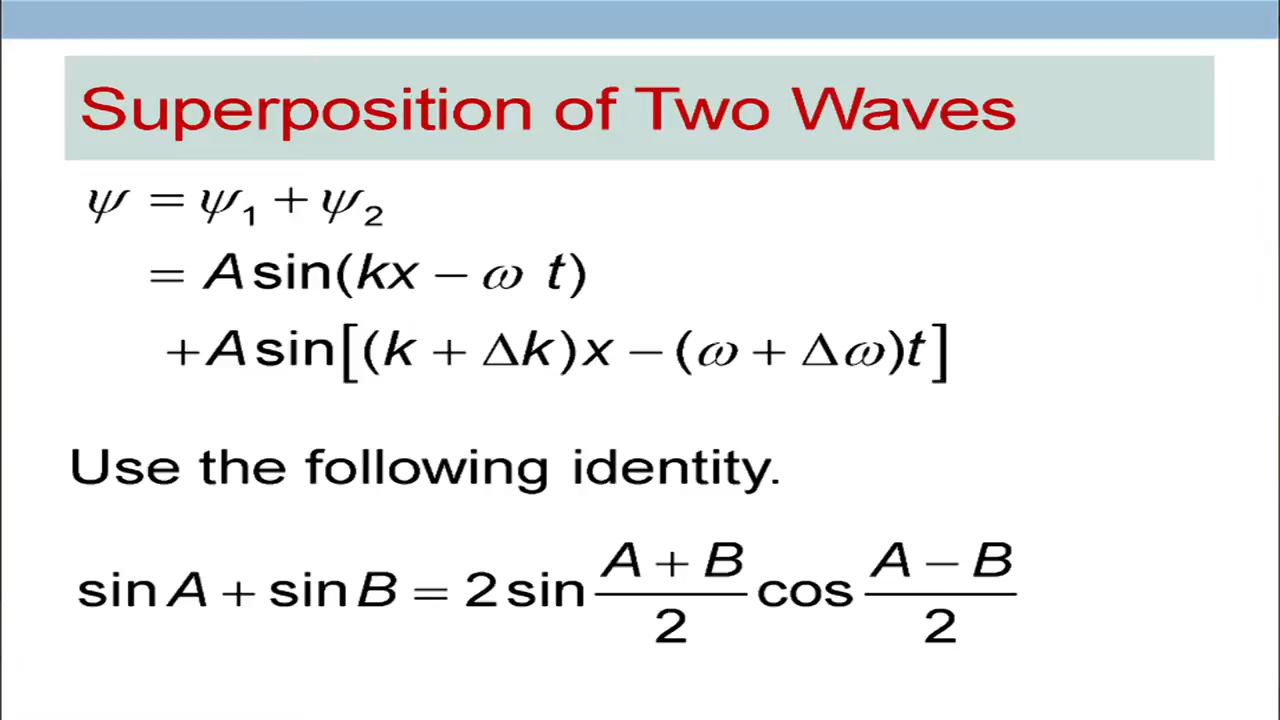 Superposition of Two Waves
ψ = ψ₁ + ψ₂
= A sin(kx − ω t)
+ A sin[(k + Δk)x − (ω + Δω)t]
Use the following identity.
sin A + sin B = 2 sin (A + B)/2 cos (A − B)/2